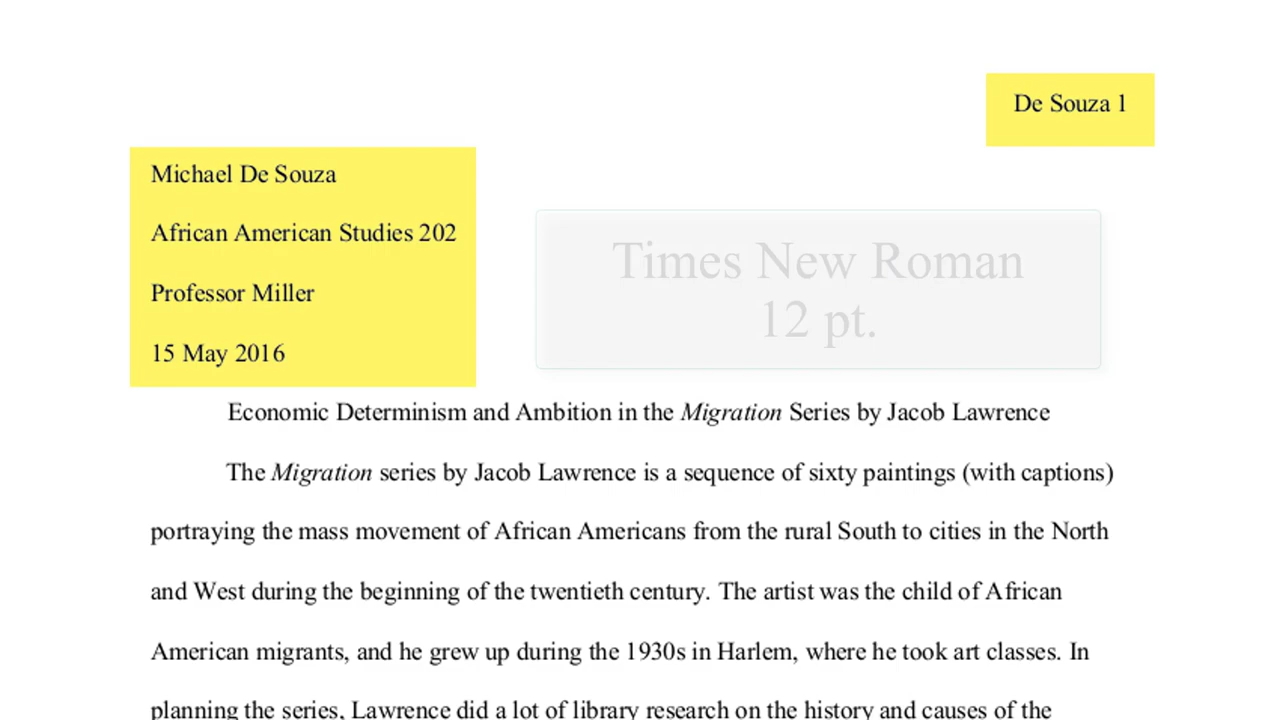 De Souza 1
Michael De Souza
African American Studies 202
Professor Miller
15 May 2016
Times New Roman
12 pt.
Economic Determinism and Ambition in the Migration Series by Jacob Lawrence
The Migration series by Jacob Lawrence is a sequence of sixty paintings (with captions)
portraying the mass movement of African Americans from the rural South to cities in the North
and West during the beginning of the twentieth century. The artist was the child of African
American migrants, and he grew up during the 1930s in Harlem, where he took art classes. In
planning the series, Lawrence did a lot of library research on the history and causes of the